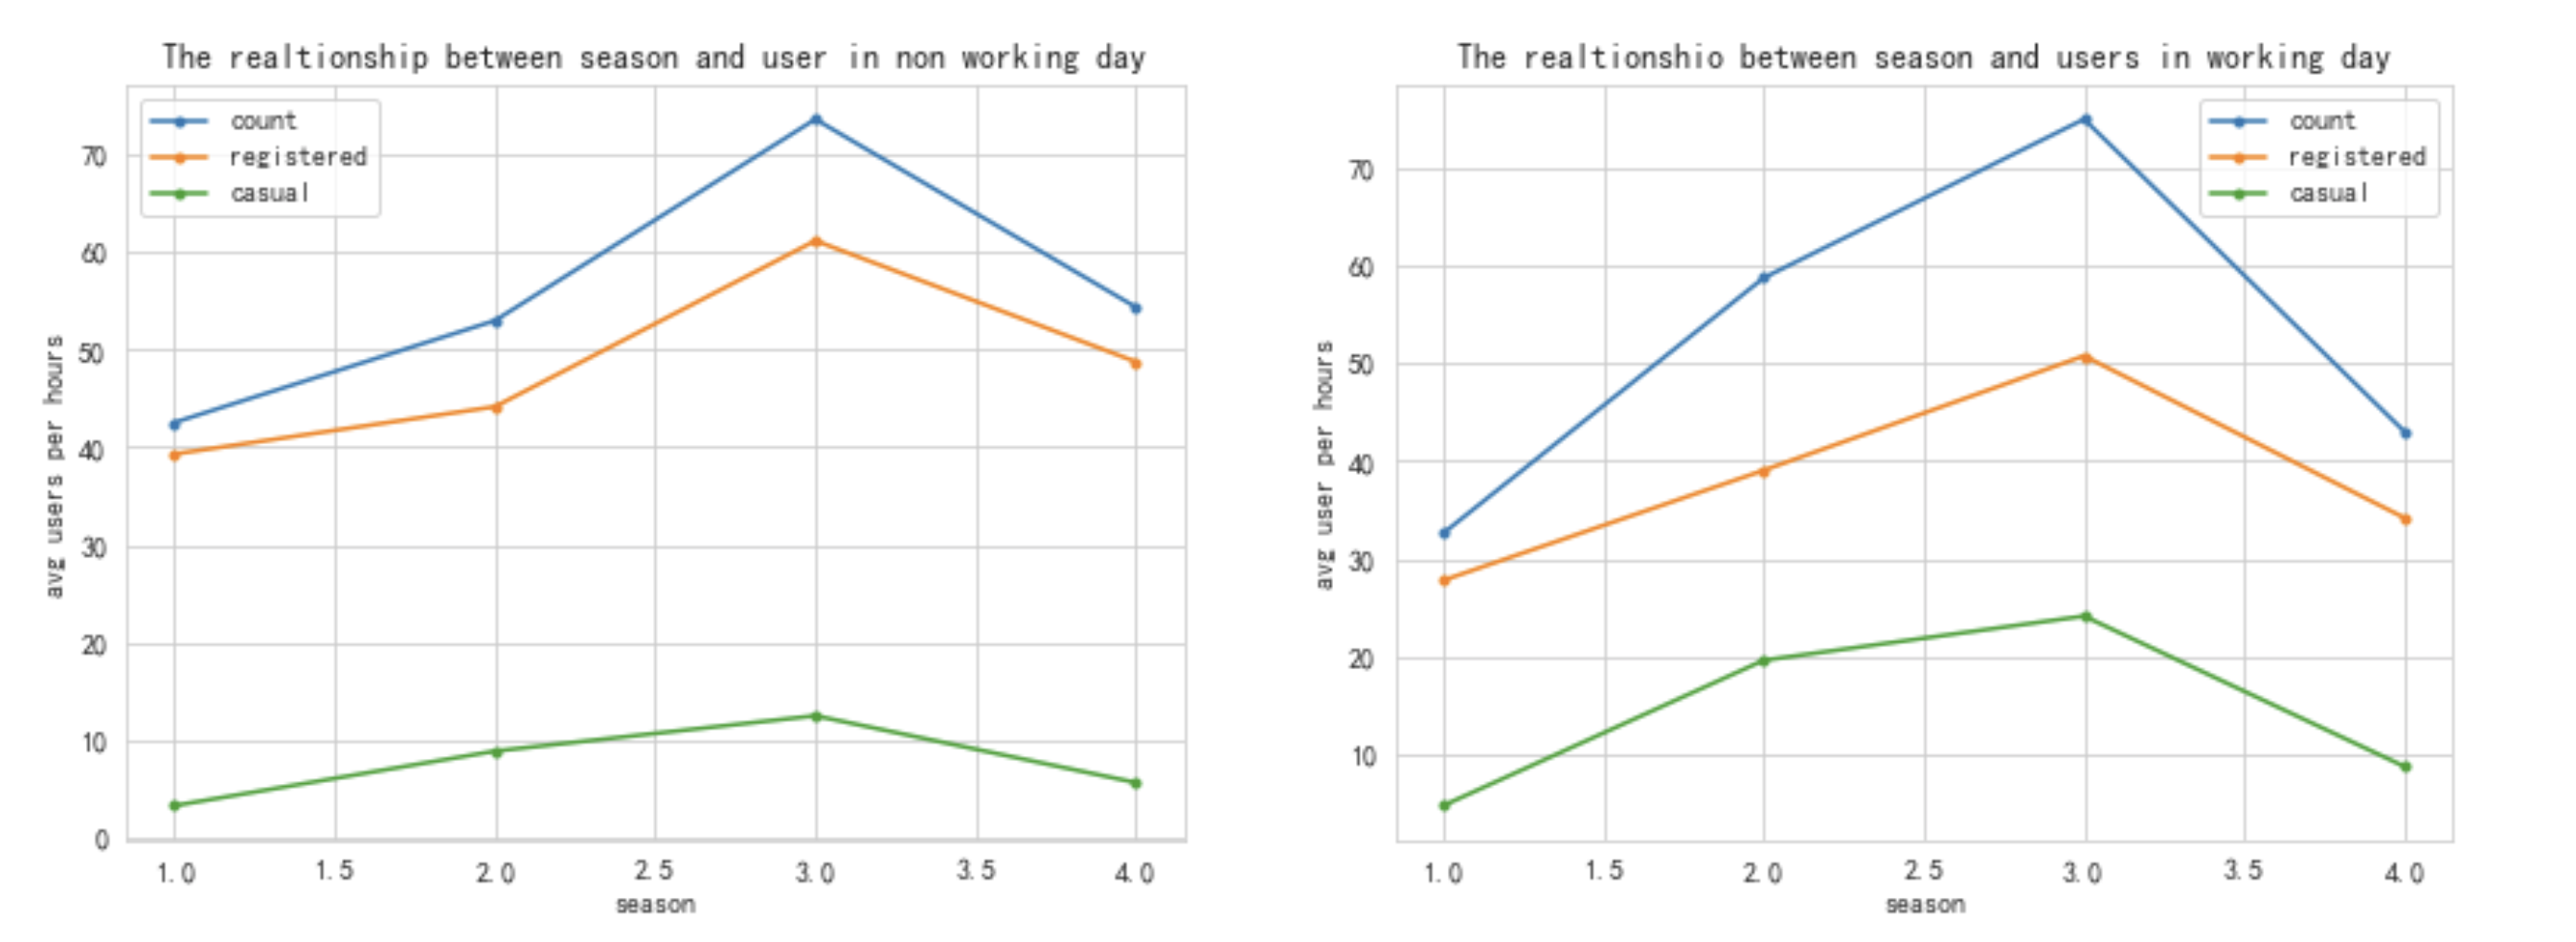 The realtionship between season and user in non working day
count
registered
casual
70
60
50
40
30
20
10
0
avg users per hours
1.0 1.5 2.0 2.5 3.0 3.5 4.0
season
The realtionshio between season and users in working day
count
registered
casual
70
60
50
40
30
20
10
avg user per hours
1.0 1.5 2.0 2.5 3.0 3.5 4.0
season